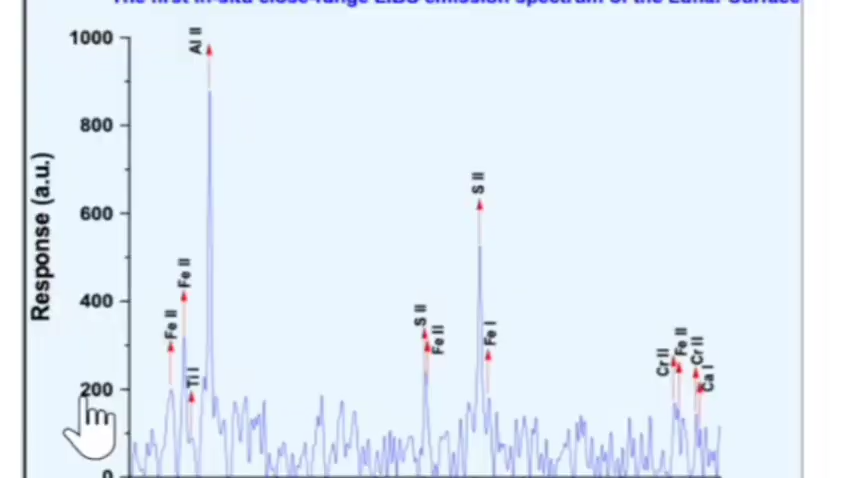 The first in-situ close-range LIBS emission spectrum of the Lunar Surface
1000
800
600
400
200
0
Response (a.u.)
Fe II
Fe II
Ti I
Al II
S II
Fe II
S II
Fe I
Cr II
Fe II
Cr II
Ca I